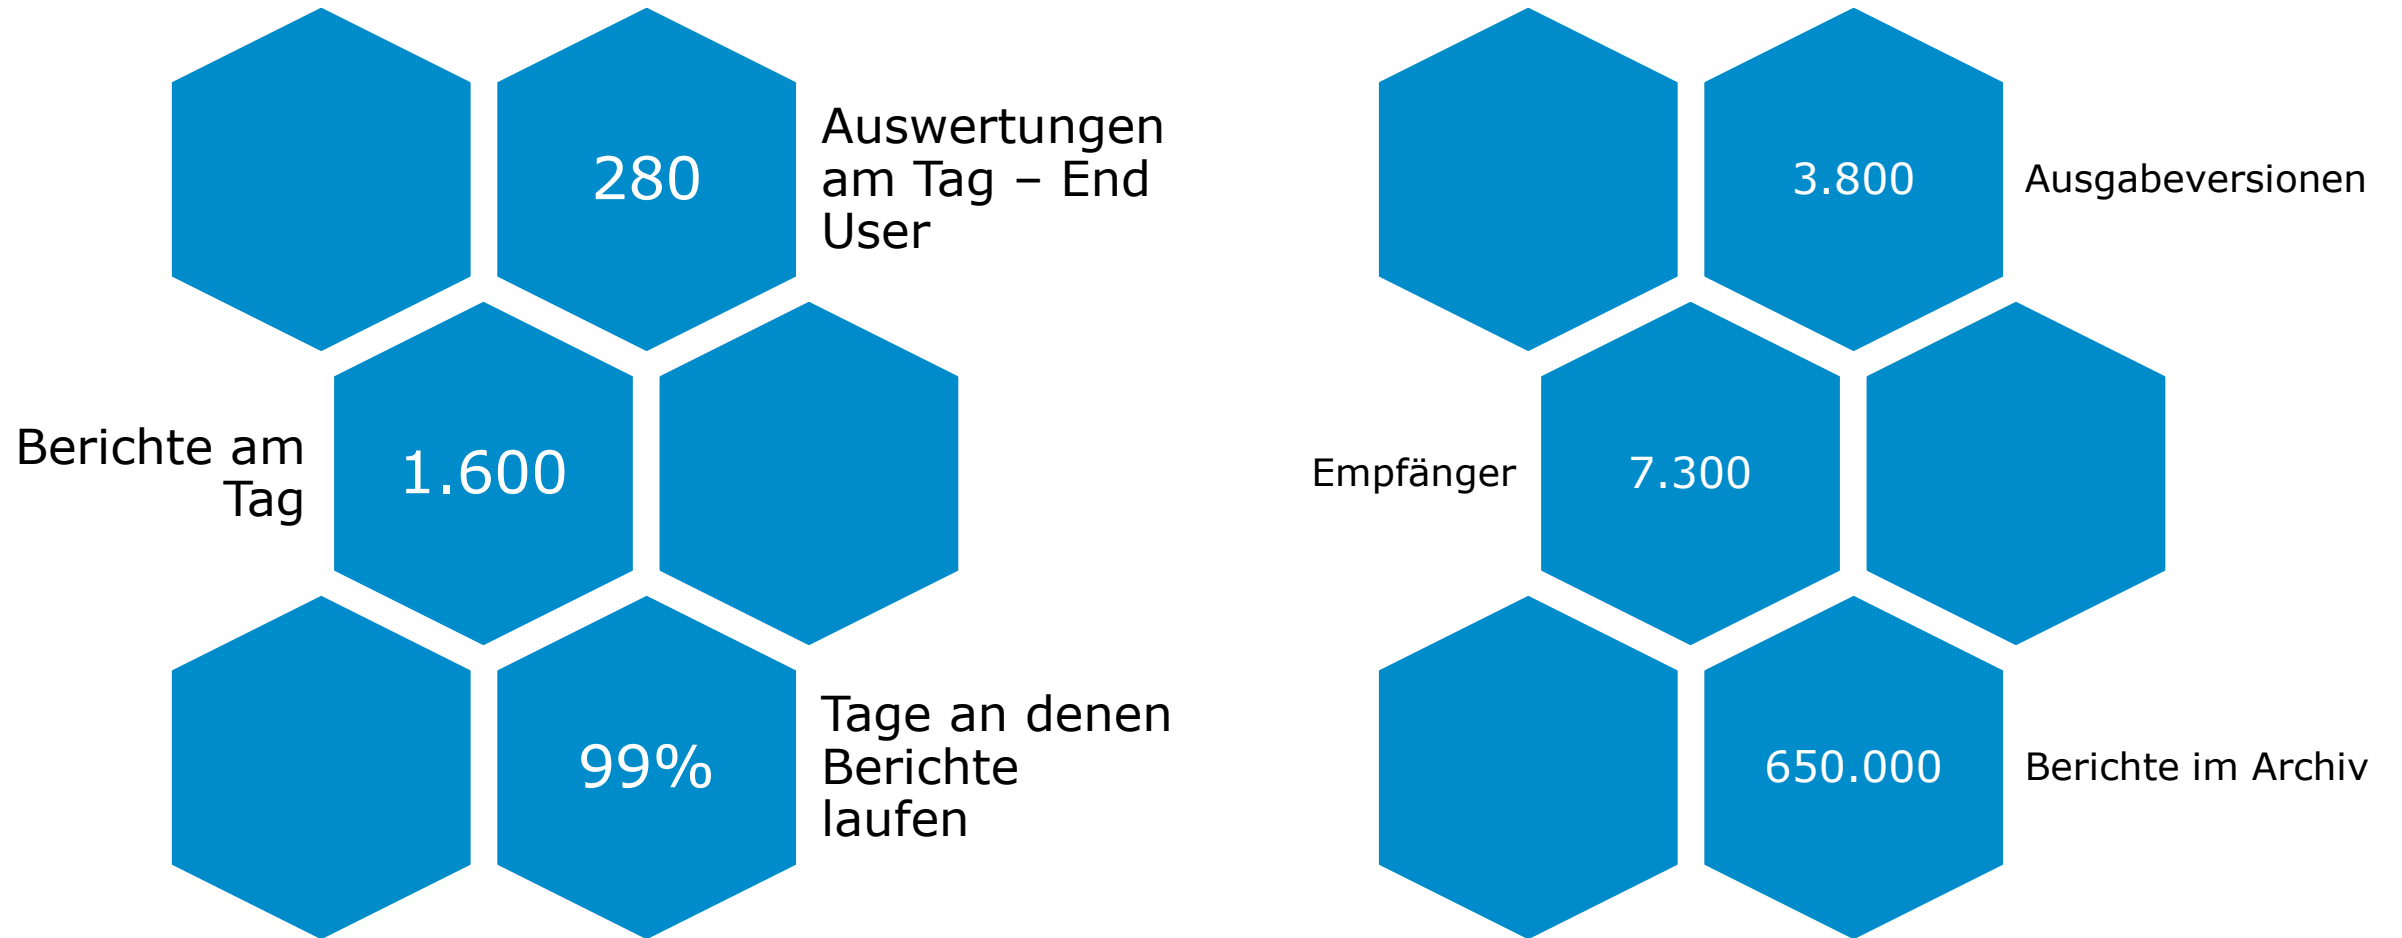 280
Auswertungen
am Tag – End
User
Berichte am
Tag
1.600
99%
Tage an denen
Berichte
laufen
3.800
Ausgabeversionen
Empfänger
7.300
650.000
Berichte im Archiv